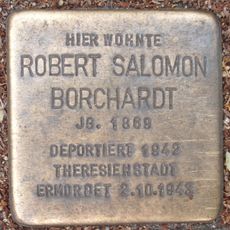 HIER WOHNTE
ROBERT SALOMON
BORCHARDT
JG. 1869
DEPORTIERT 1942
THERESIENSTADT
ERMORDET 2.10.1943